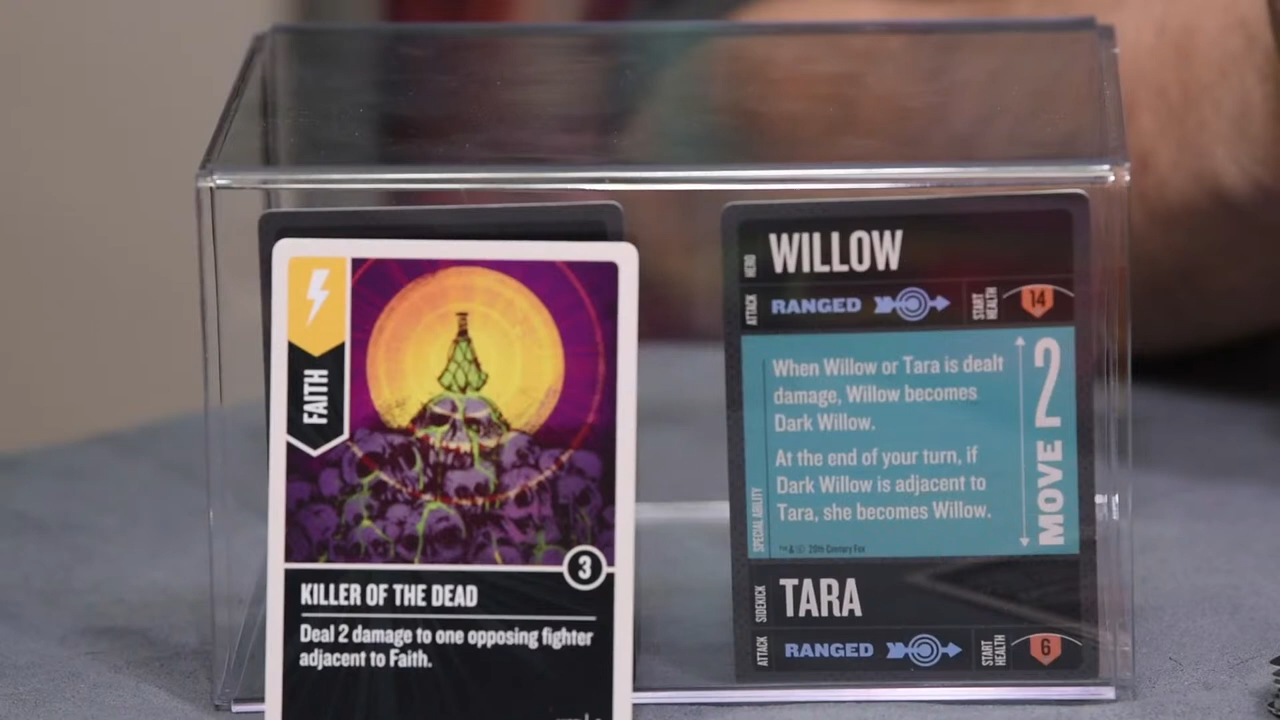 FAITH
3
KILLER OF THE DEAD
Deal 2 damage to one opposing fighter
adjacent to Faith.
HERO
WILLOW
ATTACK
RANGED
START
HEALTH
14
SPECIAL ABILITY
When Willow or Tara is dealt
damage, Willow becomes
Dark Willow.
At the end of your turn, if
Dark Willow is adjacent to
Tara, she becomes Willow.
™ & © 20th Century Fox
MOVE 2
SIDEKICK
TARA
ATTACK
RANGED
START
HEALTH
6